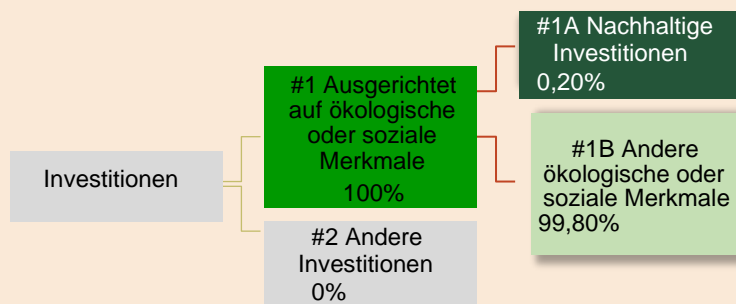 Investitionen
#1 Ausgerichtet
auf ökologische
oder soziale
Merkmale
100%
#2 Andere
Investitionen
0%
#1A Nachhaltige
Investitionen
0,20%
#1B Andere
ökologische oder
soziale Merkmale
99,80%